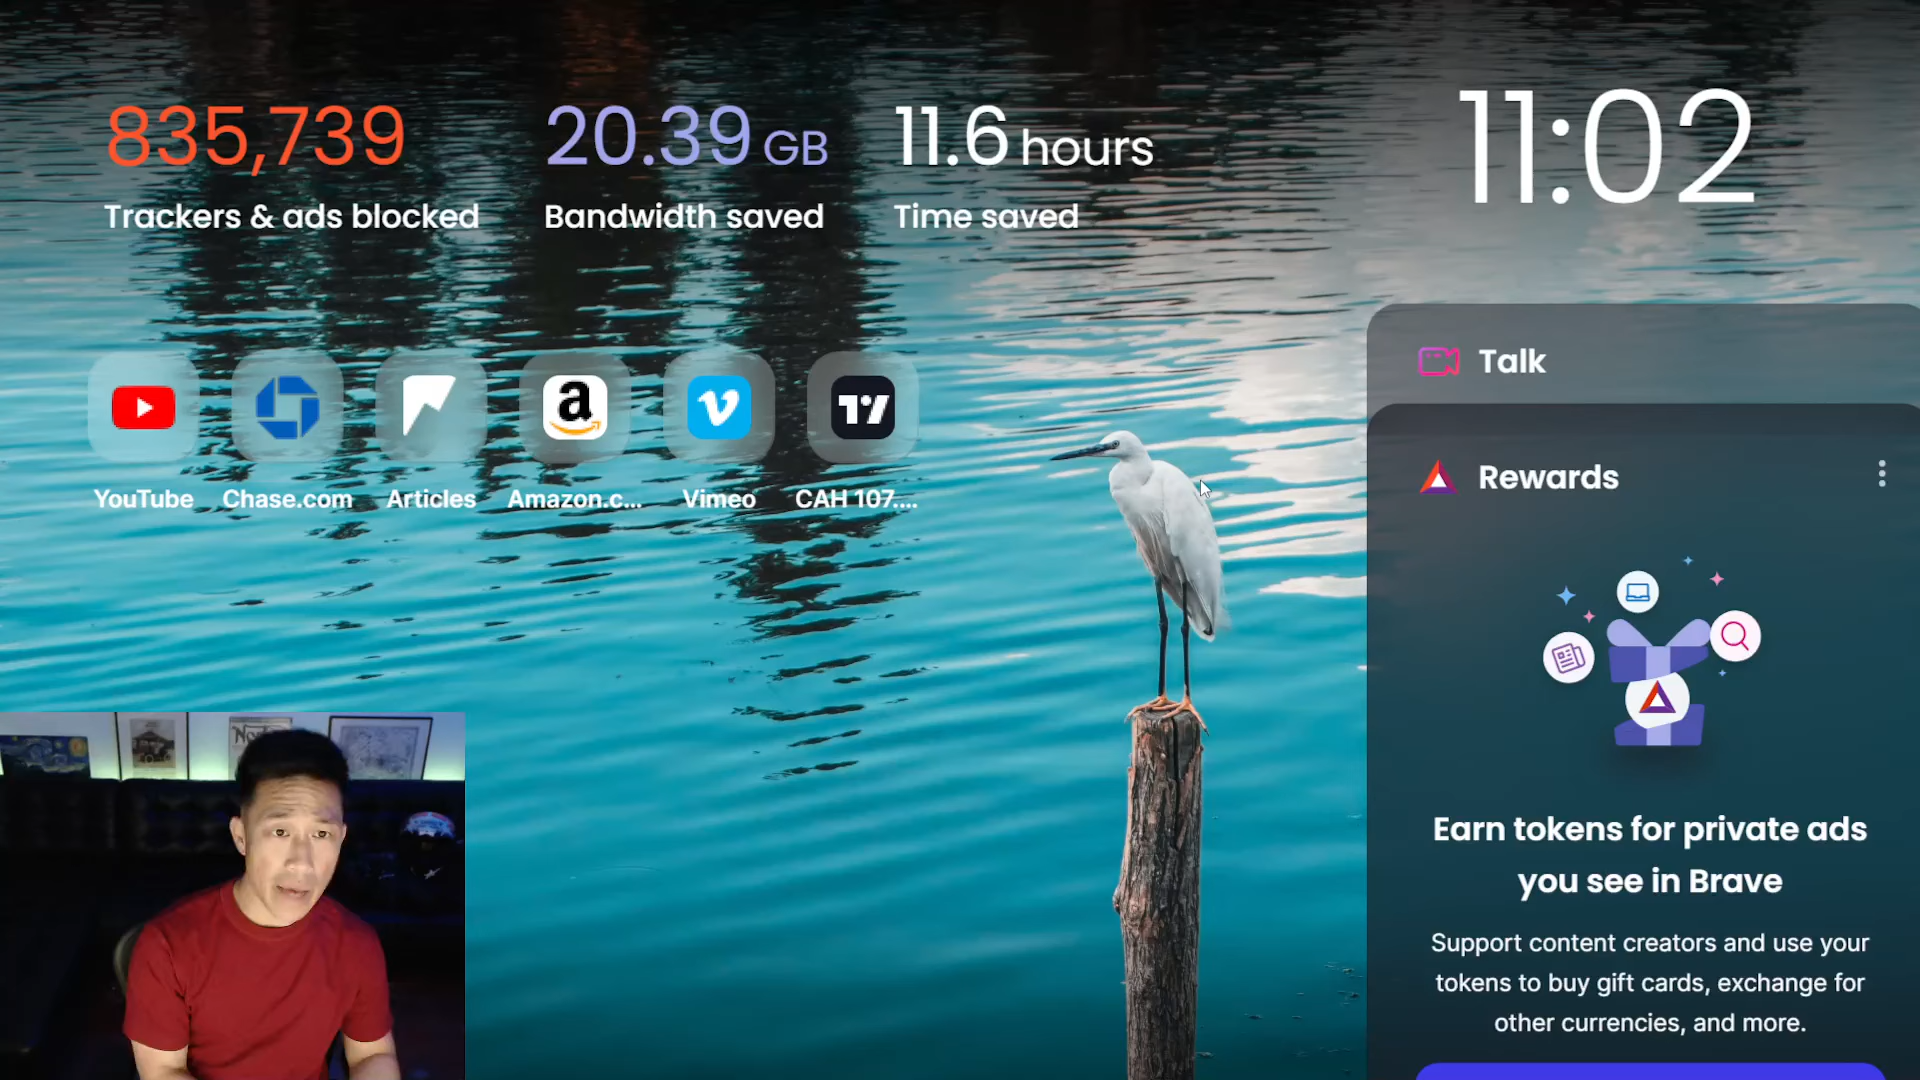 835,739
Trackers & ads blocked
20.39 GB
Bandwidth saved
11.6 hours
Time saved
11:02
YouTube
Chase.com
Articles
Amazon.c...
Vimeo
CAH 107....
Talk
Rewards
Earn tokens for private ads
you see in Brave
Support content creators and use your
tokens to buy gift cards, exchange for
other currencies, and more.